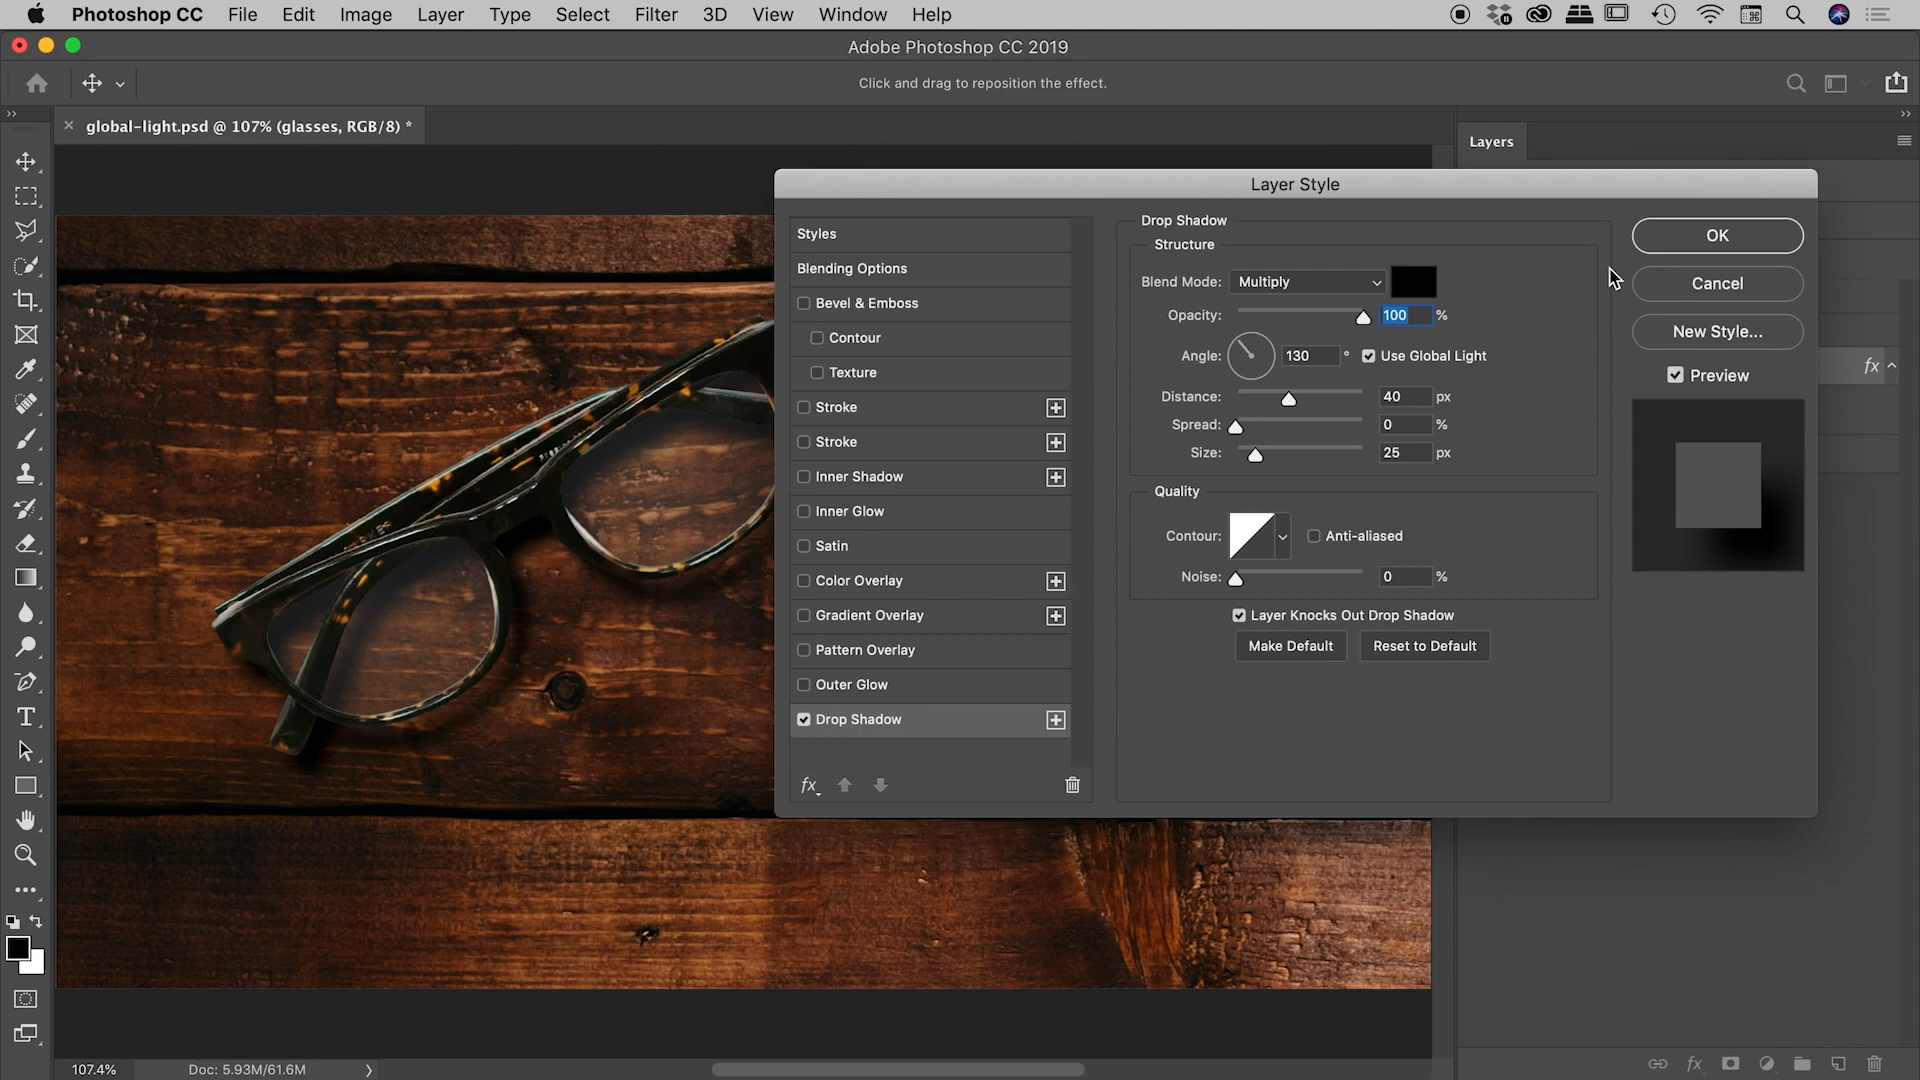 Photoshop CC File Edit Image Layer Type Select Filter 3D View Window Help
Adobe Photoshop CC 2019
Click and drag to reposition the effect.
× global-light.psd @ 107% (glasses, RGB/8) *
Layers
Layer Style
Styles
Blending Options
Bevel & Emboss
Contour
Texture
Stroke
Stroke
Inner Shadow
Inner Glow
Satin
Color Overlay
Gradient Overlay
Pattern Overlay
Outer Glow
Drop Shadow
fx
Drop Shadow
Structure
Blend Mode: Multiply
Opacity: 100 %
Angle: 130 ° Use Global Light
Distance: 40 px
Spread: 0 %
Size: 25 px
Quality
Contour: Anti-aliased
Noise: 0 %
Layer Knocks Out Drop Shadow
Make Default Reset to Default
OK
Cancel
New Style...
Preview
fx
T
107.4% Doc: 5.93M/61.6M
fx